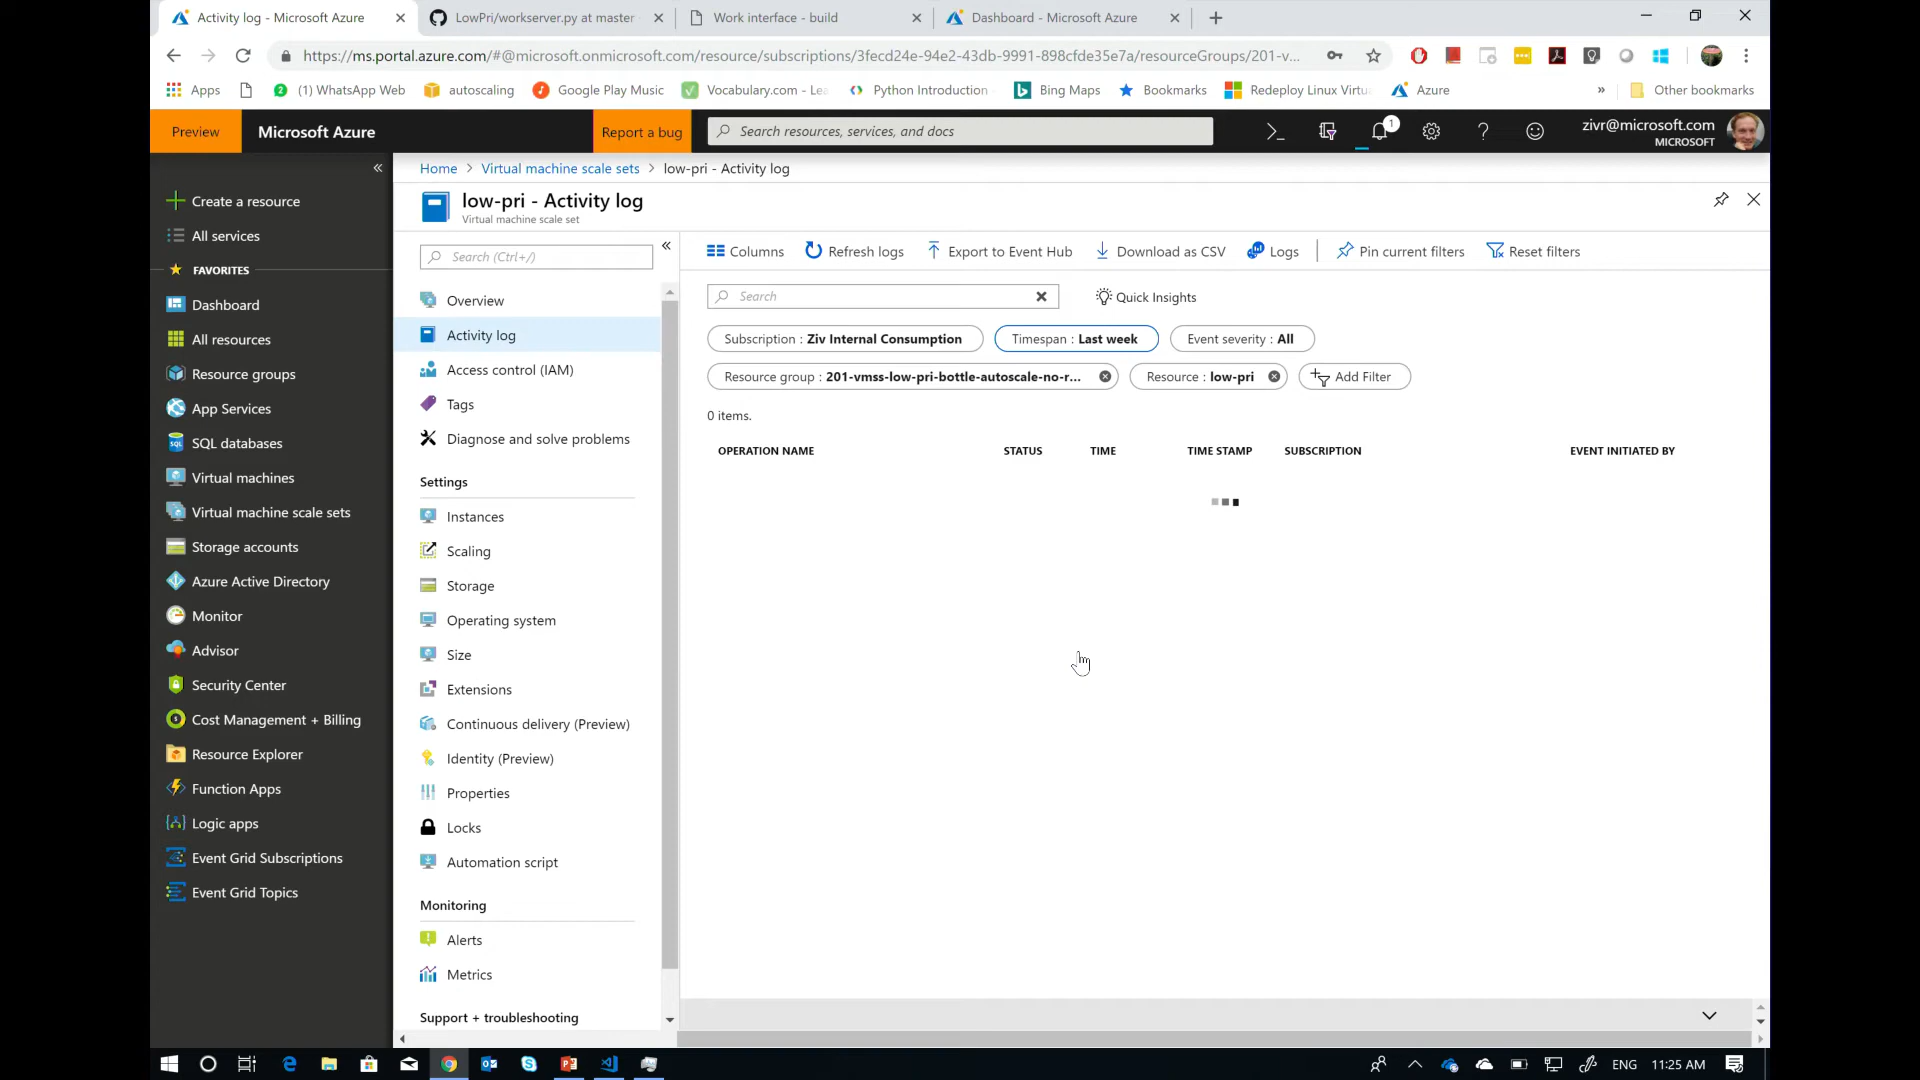 Activity log - Microsoft Azure
LowPri/workserver.py at master
Work interface - build
Dashboard - Microsoft Azure
https://ms.portal.azure.com/#@microsoft.onmicrosoft.com/resource/subscriptions/3fecd24e-94e2-43db-9991-898cfde35e7a/resourceGroups/201-v...
Apps
(1) WhatsApp Web
autoscaling
Google Play Music
Vocabulary.com - Lea
Python Introduction
Bing Maps
Bookmarks
Redeploy Linux Virtu
Azure
» Other bookmarks
Preview
Microsoft Azure
Report a bug
Search resources, services, and docs
1
zivr@microsoft.com
MICROSOFT
Home > Virtual machine scale sets > low-pri - Activity log
low-pri - Activity log
Virtual machine scale set
Create a resource
All services
FAVORITES
Dashboard
All resources
Resource groups
App Services
SQL databases
Virtual machines
Virtual machine scale sets
Storage accounts
Azure Active Directory
Monitor
Advisor
Security Center
Cost Management + Billing
Resource Explorer
Function Apps
Logic apps
Event Grid Subscriptions
Event Grid Topics
Search (Ctrl+/)
Overview
Activity log
Access control (IAM)
Tags
Diagnose and solve problems
Settings
Instances
Scaling
Storage
Operating system
Size
Extensions
Continuous delivery (Preview)
Identity (Preview)
Properties
Locks
Automation script
Monitoring
Alerts
Metrics
Support + troubleshooting
Columns
Refresh logs
Export to Event Hub
Download as CSV
Logs
Pin current filters
Reset filters
Search
Quick Insights
Subscription : Ziv Internal Consumption
Timespan : Last week
Event severity : All
Resource group : 201-vmss-low-pri-bottle-autoscale-no-r...
Resource : low-pri
Add Filter
0 items.
OPERATION NAME STATUS TIME TIME STAMP SUBSCRIPTION EVENT INITIATED BY
ENG 11:25 AM